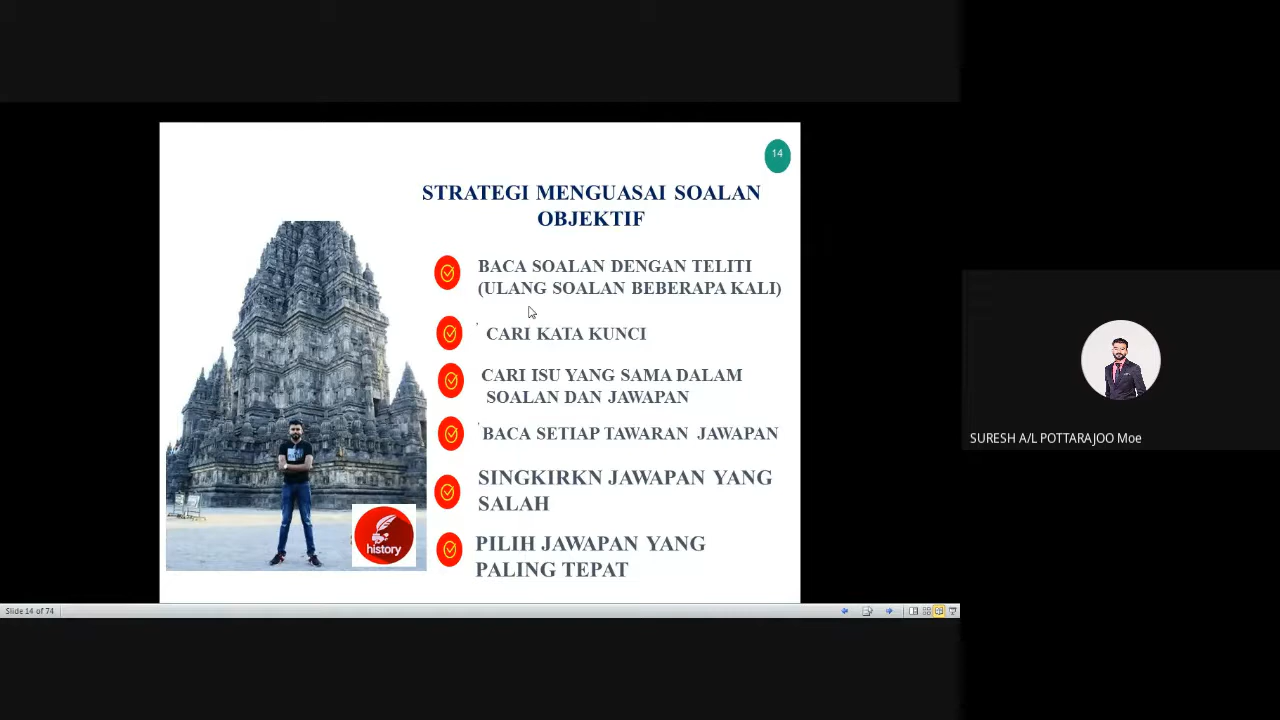 14
STRATEGI MENGUASAI SOALAN
OBJEKTIF
BACA SOALAN DENGAN TELITI
(ULANG SOALAN BEBERAPA KALI)
CARI KATA KUNCI
CARI ISU YANG SAMA DALAM
SOALAN DAN JAWAPAN
BACA SETIAP TAWARAN JAWAPAN
SINGKIRKN JAWAPAN YANG
SALAH
PILIH JAWAPAN YANG
PALING TEPAT
history
SURESH A/L POTTARAJOO Moe
Slide 14 of 74